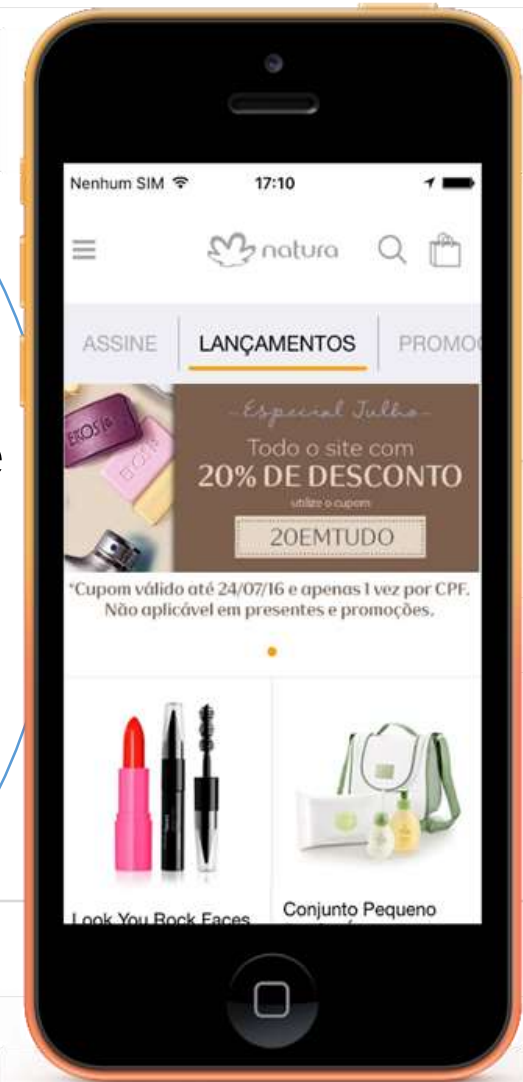 Nenhum SIM 17:10
natura
ASSINE LANÇAMENTOS PROMOÇ
EKOS
- Especial Julho -
Todo o site com
20% DE DESCONTO
utilize o cupom:
20EMTUDO
*Cupom válido até 24/07/16 e apenas 1 vez por CPF.
Não aplicável em presentes e promoções.
e
Look You Rock Faces
Conjunto Pequeno